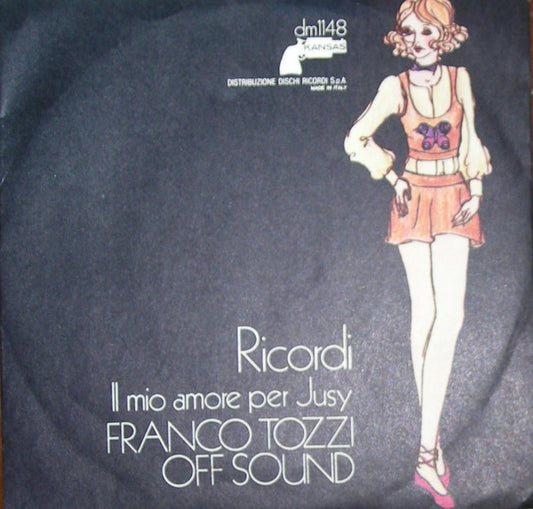 dm1148
KANSAS
DISTRIBUZIONE DISCHI RICORDI S.p.A
MADE IN ITALY
Ricordi
Il mio amore per Jusy
FRANCO TOZZI
OFF SOUND